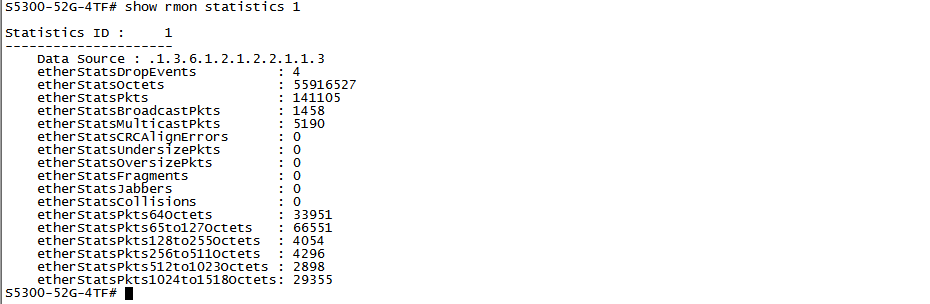 S5300-52G-4TF# show rmon statistics 1
Statistics ID :     1
---------------------
    Data Source : .1.3.6.1.2.1.2.2.1.1.3
    etherStatsDropEvents          : 4
    etherStatsOctets              : 55916527
    etherStatsPkts                : 141105
    etherStatsBroadcastPkts       : 1458
    etherStatsMulticastPkts       : 5190
    etherStatsCRCAlignErrors      : 0
    etherStatsUndersizePkts       : 0
    etherStatsOversizePkts        : 0
    etherStatsFragments           : 0
    etherStatsJabbers             : 0
    etherStatsCollisions          : 0
    etherStatsPkts64Octets        : 33951
    etherStatsPkts65to127Octets   : 66551
    etherStatsPkts128to255Octets  : 4054
    etherStatsPkts256to511Octets  : 4296
    etherStatsPkts512to1023Octets : 2898
    etherStatsPkts1024to1518Octets: 29355
S5300-52G-4TF#